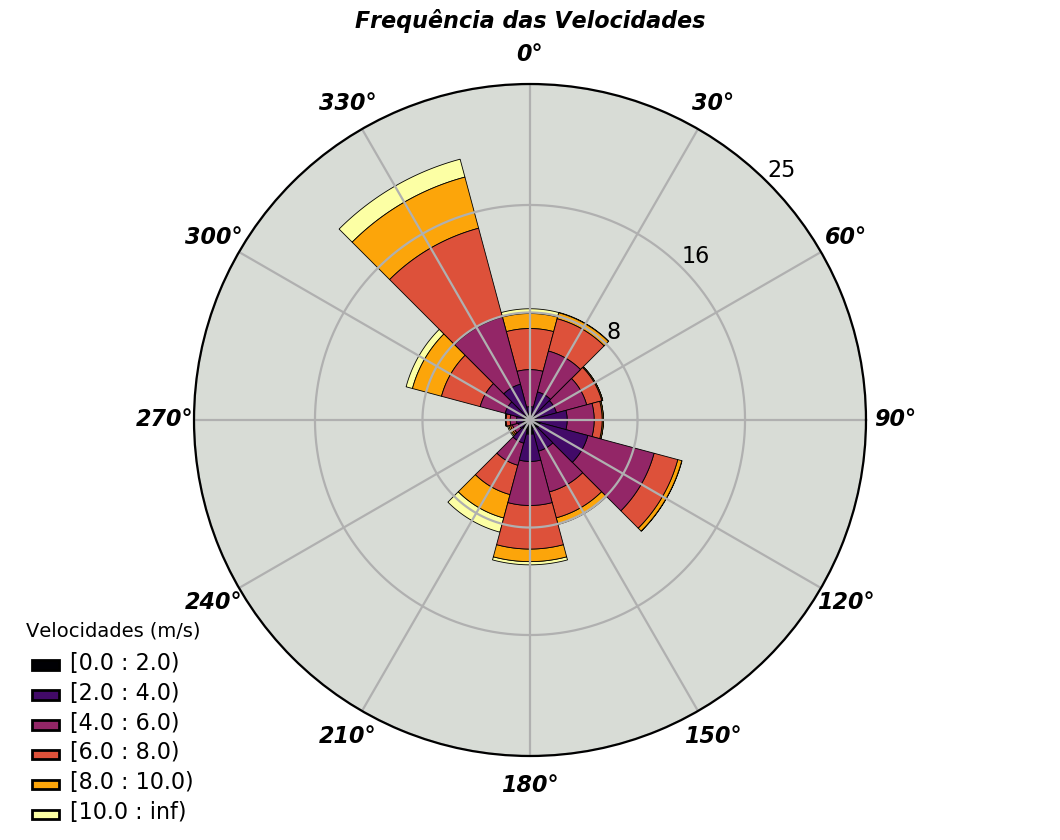 Frequência das Velocidades
0°
330°
30°
25
300°
60°
16
8
270°
90°
240°
120°
Velocidades (m/s)
[0.0 : 2.0)
[2.0 : 4.0)
[4.0 : 6.0)
210°
150°
[6.0 : 8.0)
[8.0 : 10.0)
180°
[10.0 : inf)